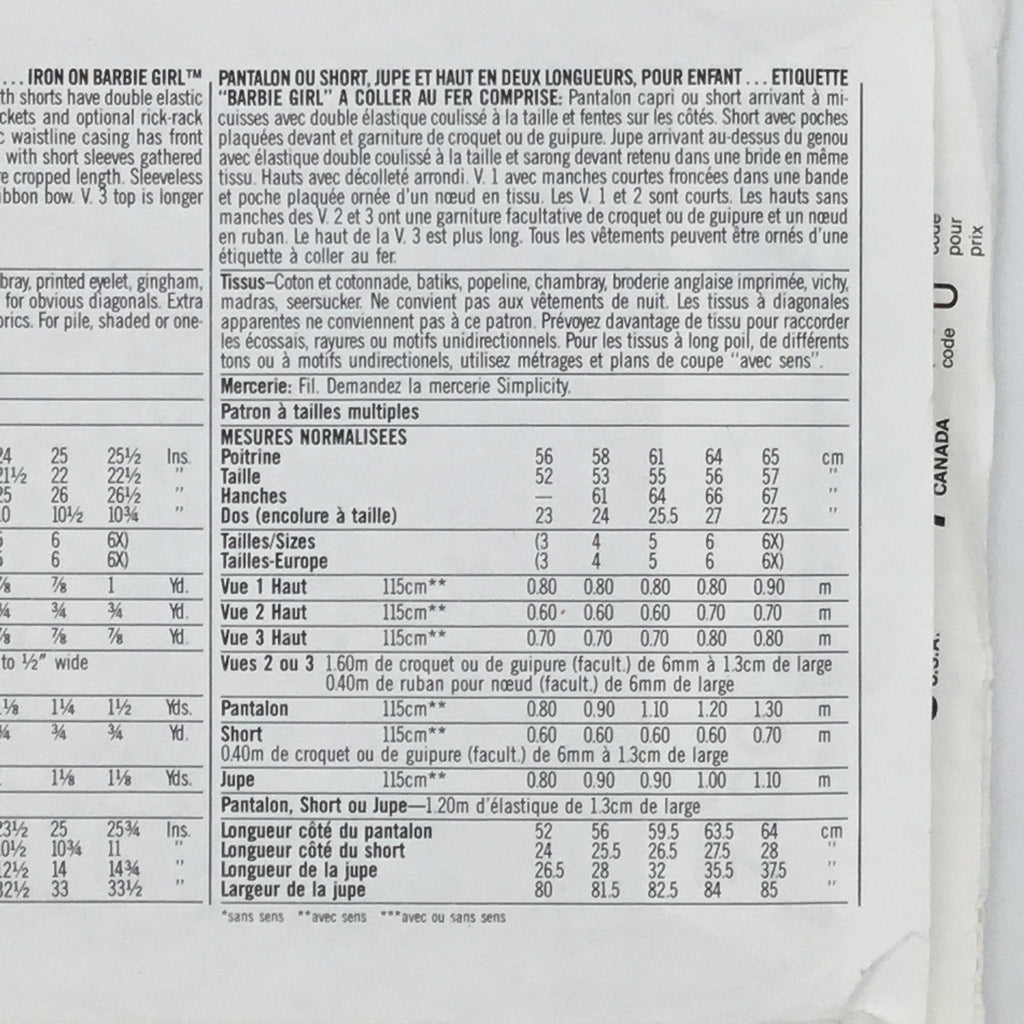 ... IRON ON BARBIE GIRL™
th shorts have double elastic
ckets and optional rick-rack
waistline casing has front
with short sleeves gathered
cropped length. Sleeveless
bbon bow. V. 3 top is longer
bray, printed eyelet, gingham,
for obvious diagonals. Extra
rics. For pile, shaded or one-
24 25 25½ Ins.
21½ 22 22½ "
25 26 26½ "
0 10½ 10¾ "
6 6X)
6 6X)
⅞ ⅞ 1 Yd.
¾ ¾ ¾ Yd.
⅞ ⅞ ⅞ Yd.
to ½" wide
⅛ 1¼ 1½ Yds.
¾ ¾ ¾ Yd.
1⅛ 1⅛ Yds.
23½ 25 25¾ Ins.
0½ 10¾ 11 "
12½ 14 14¾ "
32½ 33 33½ "
PANTALON OU SHORT, JUPE ET HAUT EN DEUX LONGUEURS, POUR ENFANT ... ETIQUETTE
"BARBIE GIRL" A COLLER AU FER COMPRISE: Pantalon capri ou short arrivant à mi-
cuisses avec double élastique coulissé à la taille et fentes sur les côtés. Short avec poches
plaquées devant et garniture de croquet ou de guipure. Jupe arrivant au-dessus du genou
avec élastique double coulissé à la taille et sarong devant retenu dans une bride en même
tissu. Hauts avec décolleté arrondi. V. 1 avec manches courtes froncées dans une bande
et poche plaquée ornée d'un nœud en tissu. Les V. 1 et 2 sont courts. Les hauts sans
manches des V. 2 et 3 ont une garniture facultative de croquet ou de guipure et un nœud
en ruban. Le haut de la V. 3 est plus long. Tous les vêtements peuvent être ornés d'une
étiquette à coller au fer.
Tissus–Coton et cotonnade, batiks, popeline, chambray, broderie anglaise imprimée, vichy,
madras, seersucker. Ne convient pas aux vêtements de nuit. Les tissus à diagonales
apparentes ne conviennent pas à ce patron. Prévoyez davantage de tissu pour raccorder
les écossais, rayures ou motifs unidirectionnels. Pour les tissus à long poil, de différents
tons ou à motifs undirectionels, utilisez métrages et plans de coupe "avec sens".
Mercerie: Fil. Demandez la mercerie Simplicity.
Patron à tailles multiples
MESURES NORMALISEES
Poitrine 56 58 61 64 65 cm
Taille 52 53 55 56 57 "
Hanches — 61 64 66 67 "
Dos (encolure à taille) 23 24 25.5 27 27.5 "
Tailles/Sizes (3 4 5 6 6X)
Tailles-Europe (3 4 5 6 6X)
Vue 1 Haut 115cm** 0.80 0.80 0.80 0.80 0.90 m
Vue 2 Haut 115cm** 0.60 0.60 0.60 0.70 0.70 m
Vue 3 Haut 115cm** 0.70 0.70 0.70 0.80 0.80 m
Vues 2 ou 3 1.60m de croquet ou de guipure (facult.) de 6mm à 1.3cm de large
0.40m de ruban pour nœud (facult.) de 6mm de large
Pantalon 115cm** 0.80 0.90 1.10 1.20 1.30 m
Short 115cm** 0.60 0.60 0.60 0.60 0.70 m
0.40m de croquet ou de guipure (facult.) de 6mm à 1.3cm de large
Jupe 115cm** 0.80 0.90 0.90 1.00 1.10 m
Pantalon, Short ou Jupe—1.20m d'élastique de 1.3cm de large
Longueur côté du pantalon 52 56 59.5 63.5 64 cm
Longueur côté du short 24 25.5 26.5 27.5 28 "
Longueur de la jupe 26.5 28 32 35.5 37.5 "
Largeur de la jupe 80 81.5 82.5 84 85 "
*sans sens **avec sens ***avec ou sans sens
pour
prix
code U
CANADA
U.S.A.